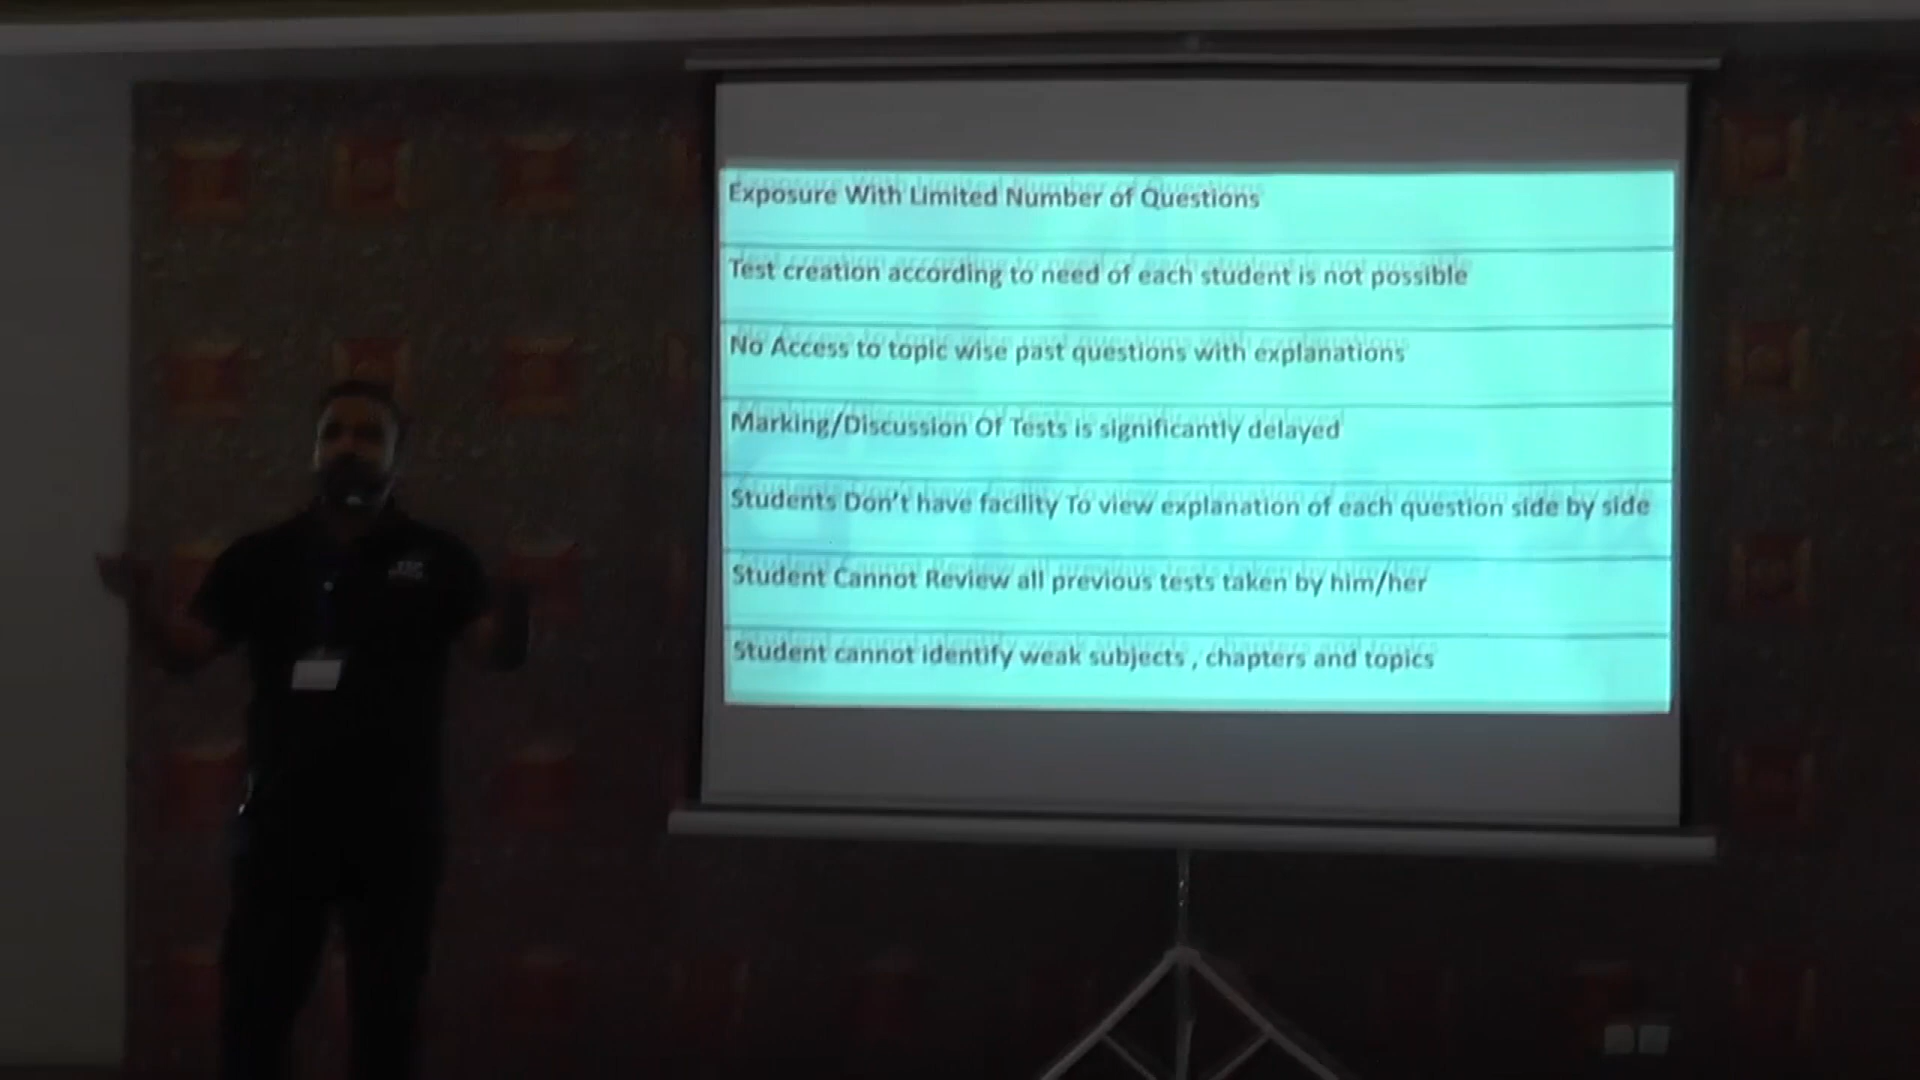 Exposure With Limited Number of Questions
Test creation according to need of each student is not possible
No Access to topic wise past questions with explanations
Marking/Discussion Of Tests is significantly delayed
Students Don't have facility To view explanation of each question side by side
Student Cannot Review all previous tests taken by him/her
Student cannot identify weak subjects , chapters and topics